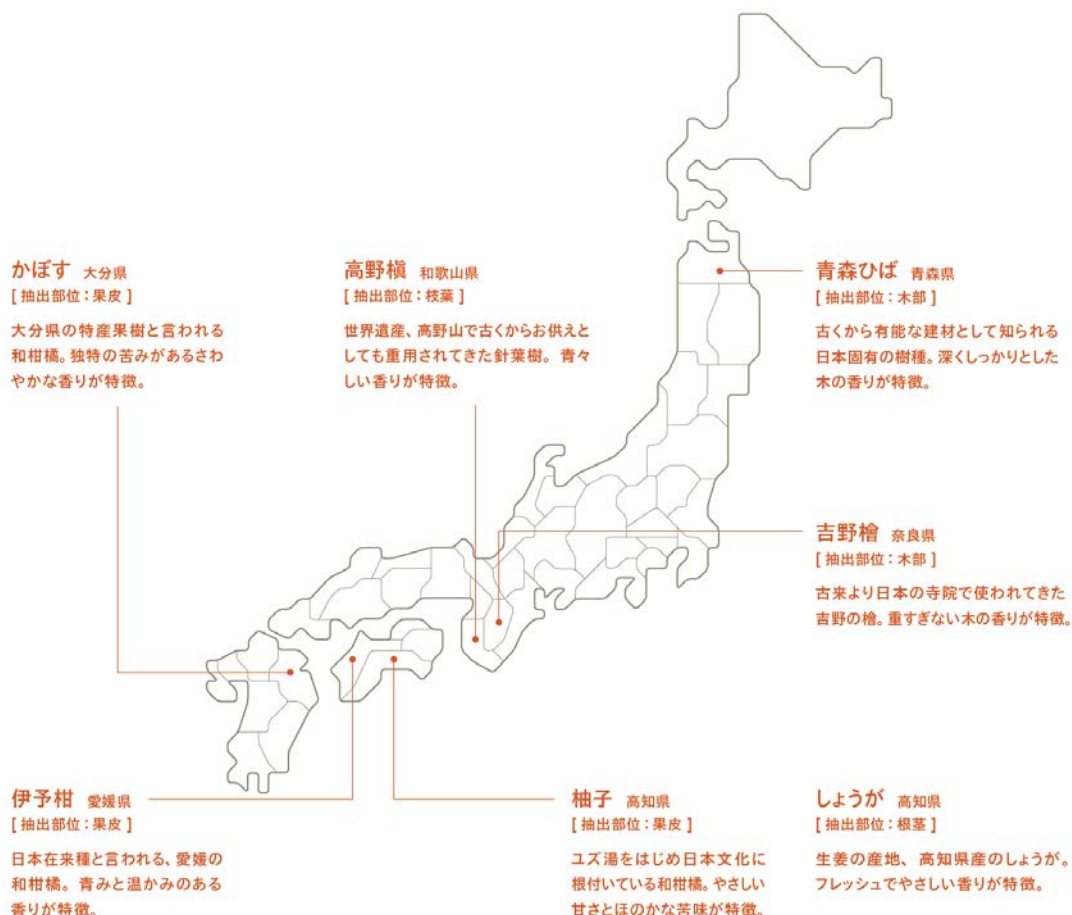 かぼす 大分県
[ 抽出部位：果皮 ]
大分県の特産果樹と言われる
和柑橘。独特の苦みがあるさわ
やかな香りが特徴。
高野槇 和歌山県
[ 抽出部位：枝葉 ]
世界遺産、高野山で古くからお供えと
しても重用されてきた針葉樹。青々
しい香りが特徴。
青森ひば 青森県
[ 抽出部位：木部 ]
古くから有能な建材として知られる
日本固有の樹種。深くしっかりとした
木の香りが特徴。
吉野檜 奈良県
[ 抽出部位：木部 ]
古来より日本の寺院で使われてきた
吉野の檜。重すぎない木の香りが特徴。
伊予柑 愛媛県
[ 抽出部位：果皮 ]
日本在来種と言われる、愛媛の
和柑橘。青みと温かみのある
香りが特徴。
柚子 高知県
[ 抽出部位：果皮 ]
ユズ湯をはじめ日本文化に
根付いている和柑橘。やさしい
甘さとほのかな苦味が特徴。
しょうが 高知県
[ 抽出部位：根茎 ]
生姜の産地、高知県産のしょうが。
フレッシュでやさしい香りが特徴。